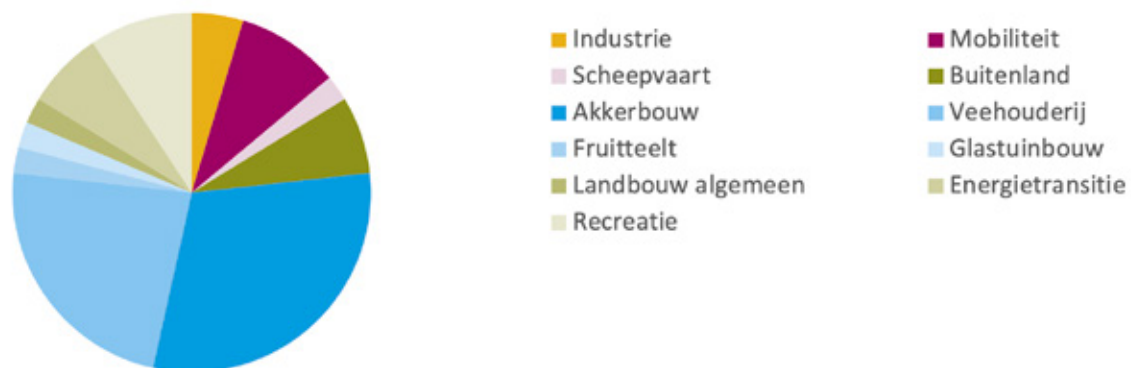 Industrie
Mobiliteit
Scheepvaart
Buitenland
Akkerbouw
Veehouderij
Fruitteelt
Glastuinbouw
Landbouw algemeen
Energietransitie
Recreatie